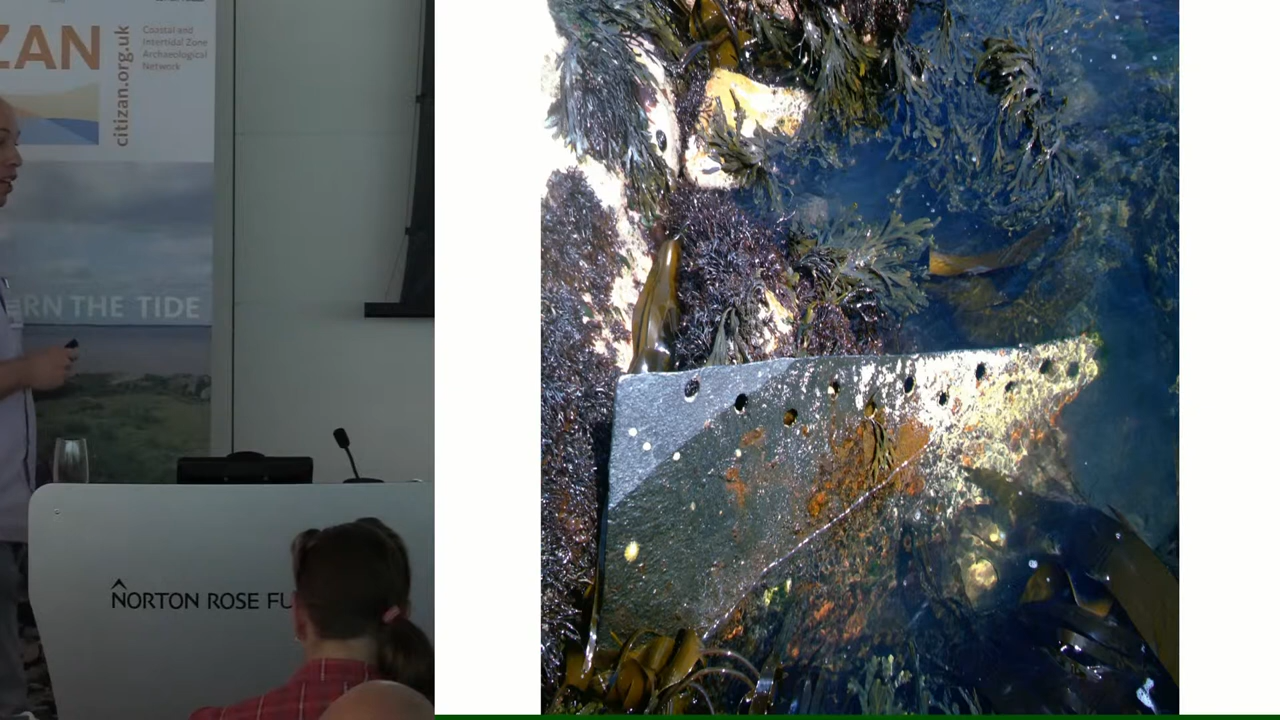 ZAN
citizan.org.uk
Coastal and
Intertidal Zone
Archaeological
Network
RN THE TIDE
NORTON ROSE FU